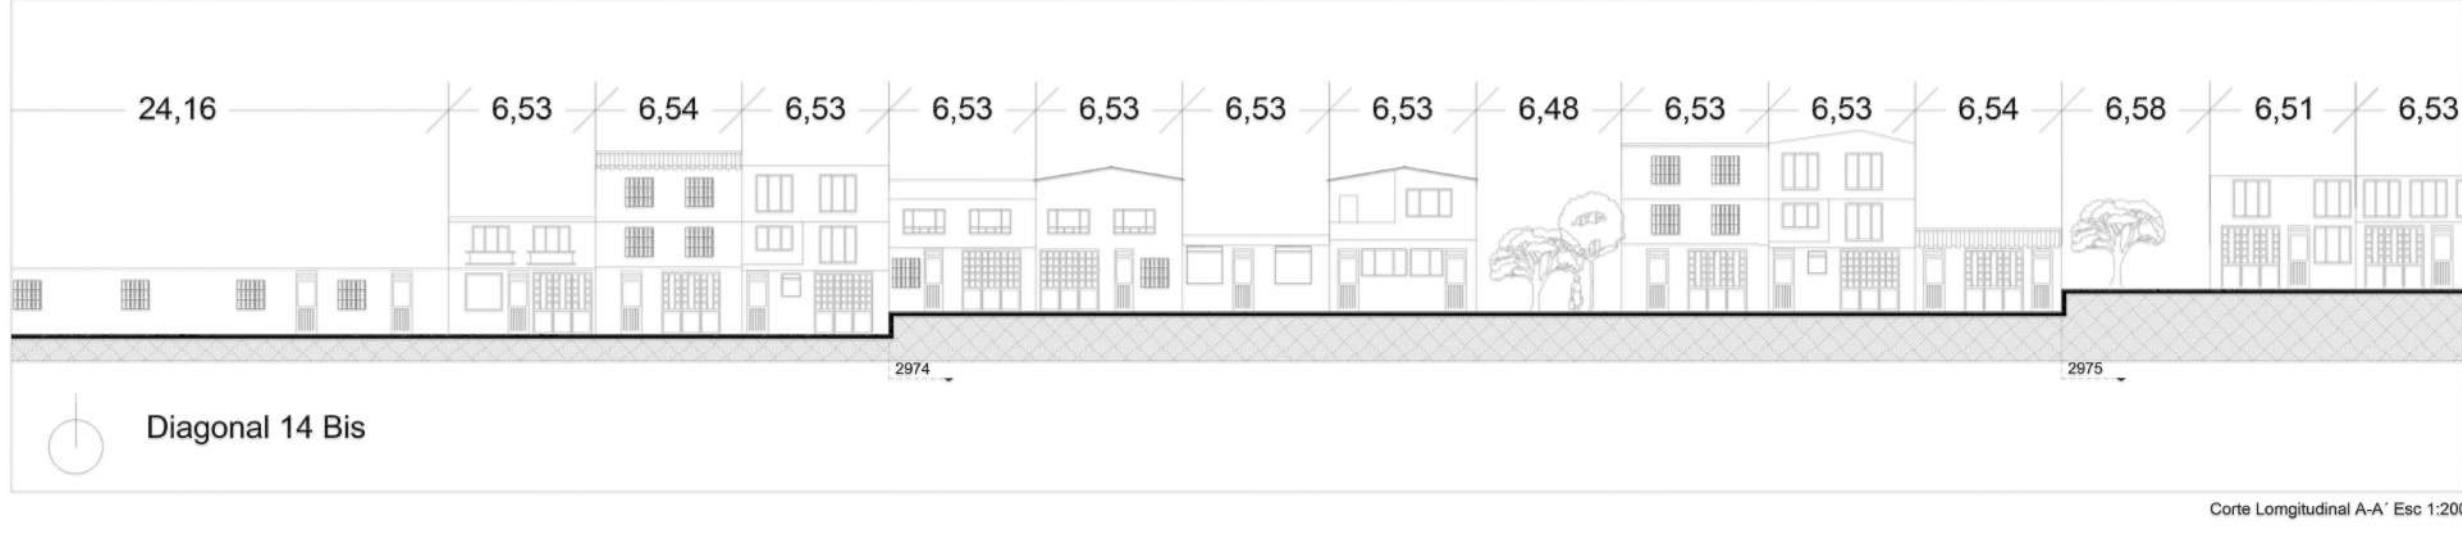 24,16 6,53 6,54 6,53 6,53 6,53 6,53 6,53 6,48 6,53 6,53 6,54 6,58 6,51 6,53
2974 2975
Diagonal 14 Bis
Corte Lomgitudinal A-A´ Esc 1:200